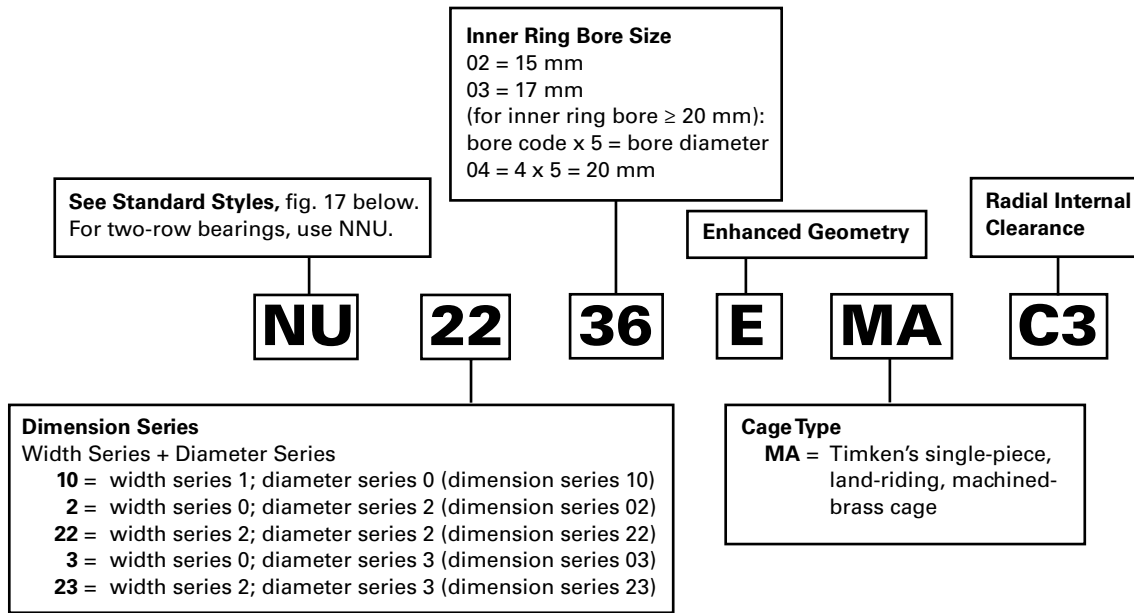 Inner Ring Bore Size
02 = 15 mm
03 = 17 mm
(for inner ring bore ≥ 20 mm):
bore code x 5 = bore diameter
04 = 4 x 5 = 20 mm
See Standard Styles, fig. 17 below.
For two-row bearings, use NNU.
Enhanced Geometry
Radial Internal
Clearance
NU 22 36 E MA C3
Dimension Series
Width Series + Diameter Series
10 = width series 1; diameter series 0 (dimension series 10)
2 = width series 0; diameter series 2 (dimension series 02)
22 = width series 2; diameter series 2 (dimension series 22)
3 = width series 0; diameter series 3 (dimension series 03)
23 = width series 2; diameter series 3 (dimension series 23)
Cage Type
MA = Timken's single-piece,
land-riding, machined-
brass cage